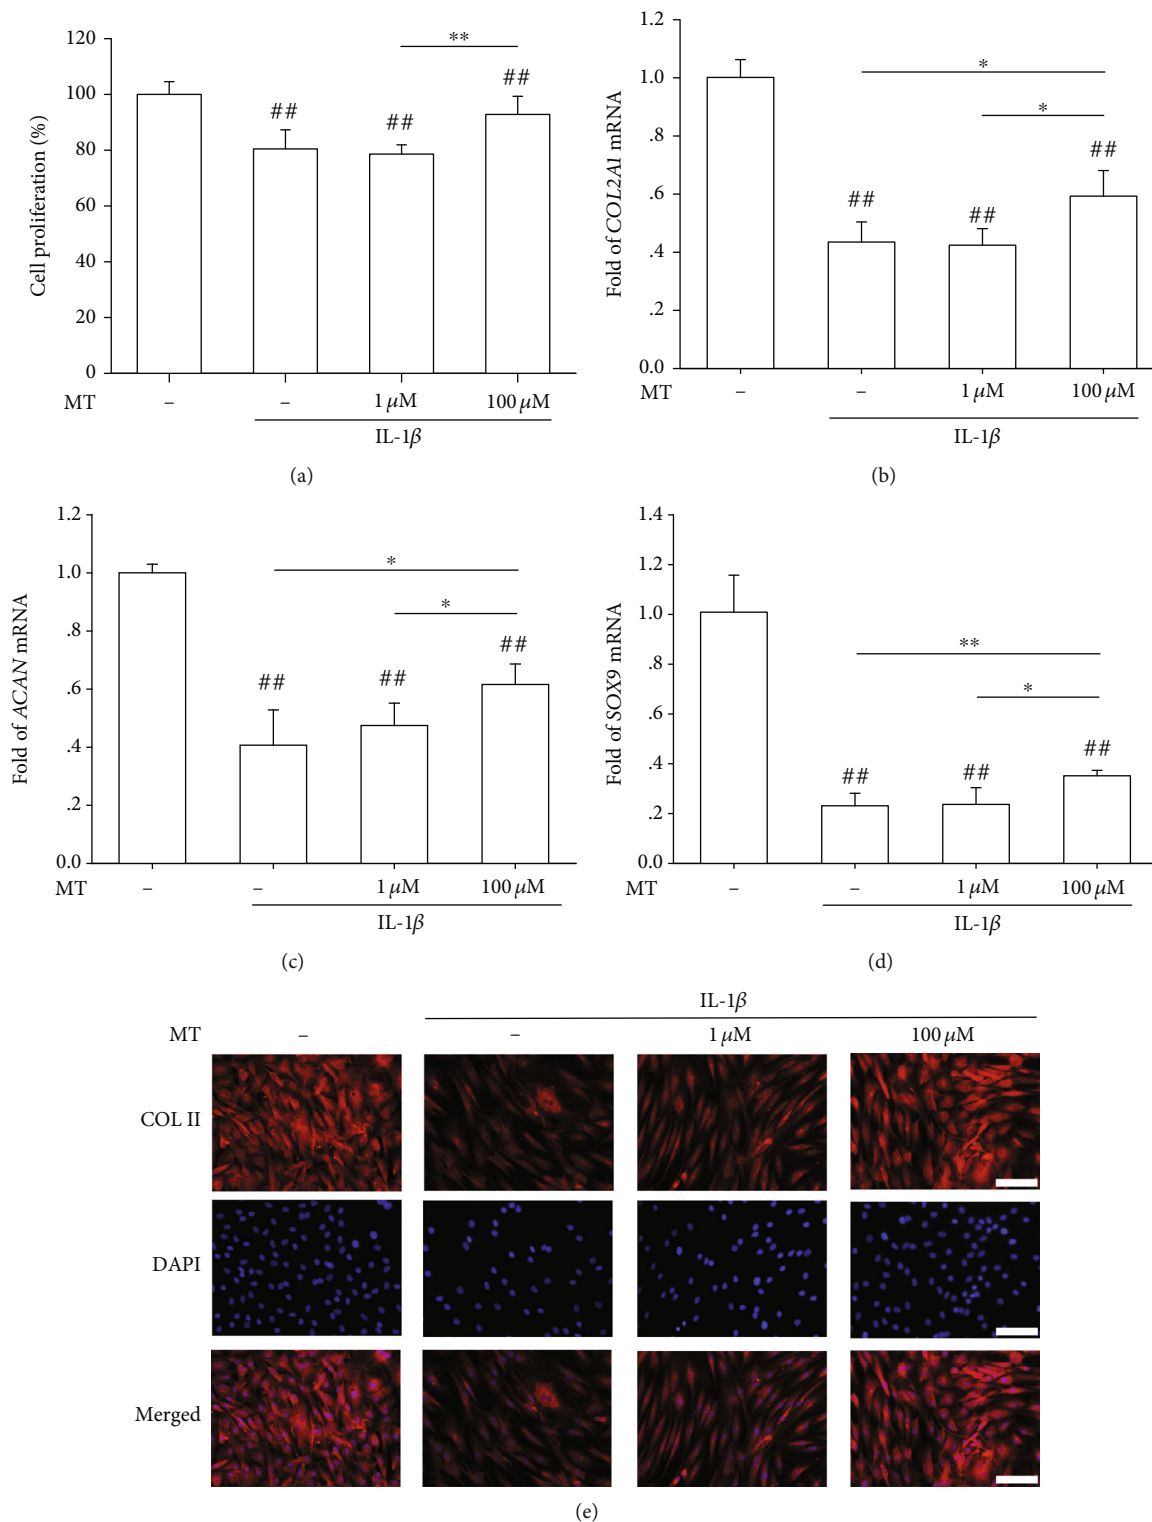 120
100
80
60
40
20
0
Cell proliferation (%)
**
##
##
##
MT
–
–
1 μM
100 μM
IL-1β
(a)
1.2
1.0
.8
.6
.4
.2
0.0
Fold of COL2A1 mRNA
*
*
##
##
##
MT
–
–
1 μM
100 μM
IL-1β
(b)
1.2
1.0
.8
.6
.4
.2
0.0
Fold of ACAN mRNA
*
*
##
##
##
MT
–
–
1 μM
100 μM
IL-1β
(c)
1.4
1.2
1.0
.8
.6
.4
0.2
0.0
Fold of SOX9 mRNA
**
*
##
##
##
MT
–
–
1 μM
100 μM
IL-1β
(d)
IL-1β
MT
–
–
1 μM
100 μM
COL II
DAPI
Merged
(e)